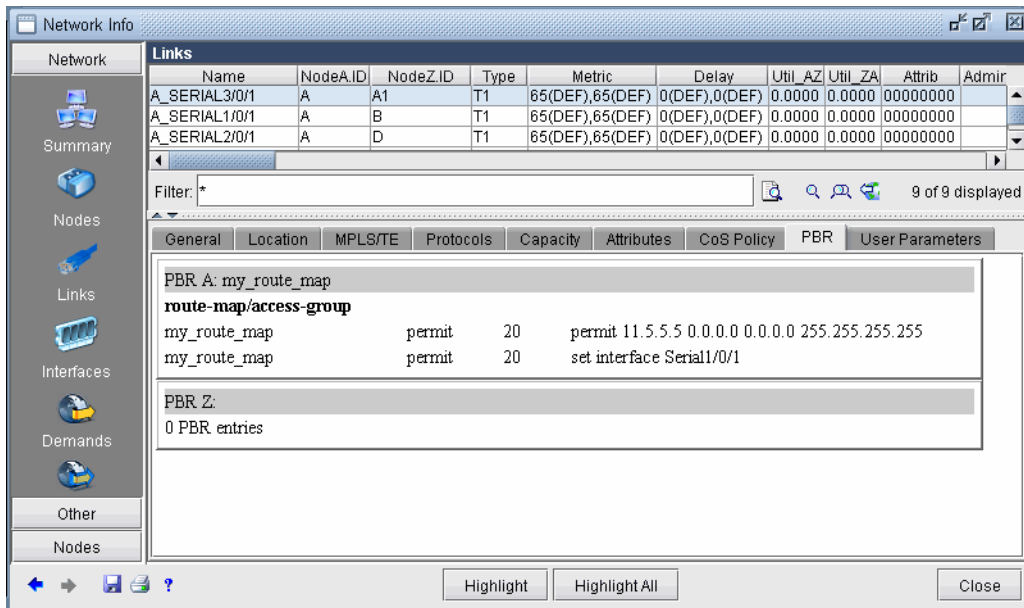 Network Info
Network
Summary
Nodes
Links
Interfaces
Demands
Other
Nodes
Links
Name NodeA.ID NodeZ.ID Type Metric Delay Util_AZ Util_ZA Attrib Admir
A_SERIAL3/0/1 A A1 T1 65(DEF),65(DEF) 0(DEF),0(DEF) 0.0000 0.0000 00000000
A_SERIAL1/0/1 A B T1 65(DEF),65(DEF) 0(DEF),0(DEF) 0.0000 0.0000 00000000
A_SERIAL2/0/1 A D T1 65(DEF),65(DEF) 0(DEF),0(DEF) 0.0000 0.0000 00000000
Filter: * 9 of 9 displayed
General Location MPLS/TE Protocols Capacity Attributes CoS Policy PBR User Parameters
PBR A: my_route_map
route-map/access-group
my_route_map permit 20 permit 11.5.5.5 0.0.0.0 0.0.0.0 255.255.255.255
my_route_map permit 20 set interface Serial1/0/1
PBR Z:
0 PBR entries
? Highlight Highlight All Close